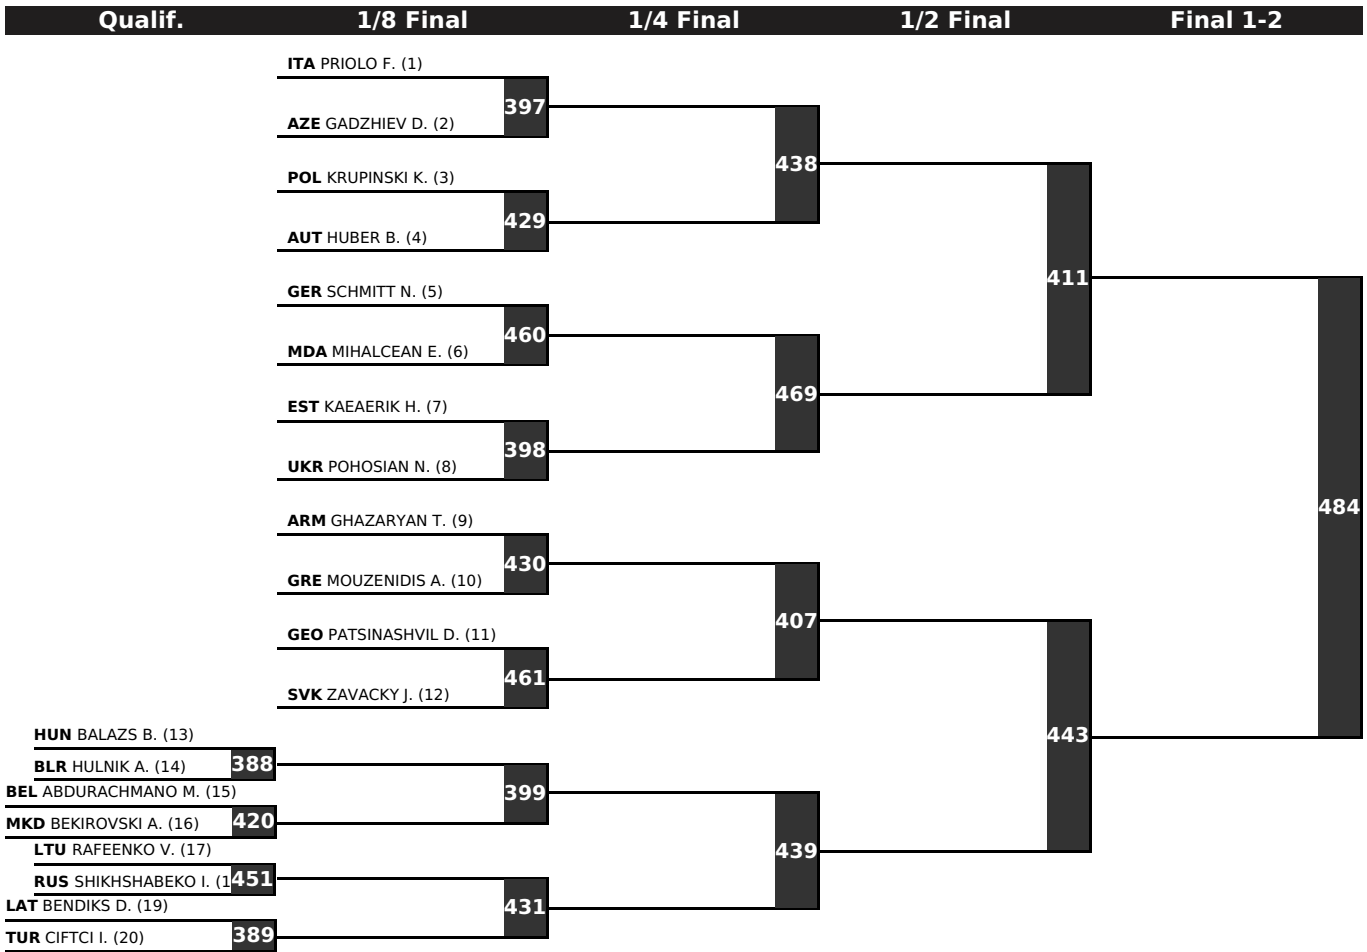 Qualif. 1/8 Final 1/4 Final 1/2 Final Final 1-2
ITA PRIOLO F. (1)
397
AZE GADZHIEV D. (2)
438
POL KRUPINSKI K. (3)
429
AUT HUBER B. (4)
411
GER SCHMITT N. (5)
460
MDA MIHALCEAN E. (6)
469
EST KAEAERIK H. (7)
398
UKR POHOSIAN N. (8)
484
ARM GHAZARYAN T. (9)
430
GRE MOUZENIDIS A. (10)
407
GEO PATSINASHVIL D. (11)
461
SVK ZAVACKY J. (12)
443
HUN BALAZS B. (13)
388
BLR HULNIK A. (14)
BEL ABDURACHMANO M. (15)
399
MKD BEKIROVSKI A. (16)
420
LTU RAFEENKO V. (17)
439
RUS SHIKHSHABEKO I. (1
451
LAT BENDIKS D. (19)
431
TUR CIFTCI I. (20)
389